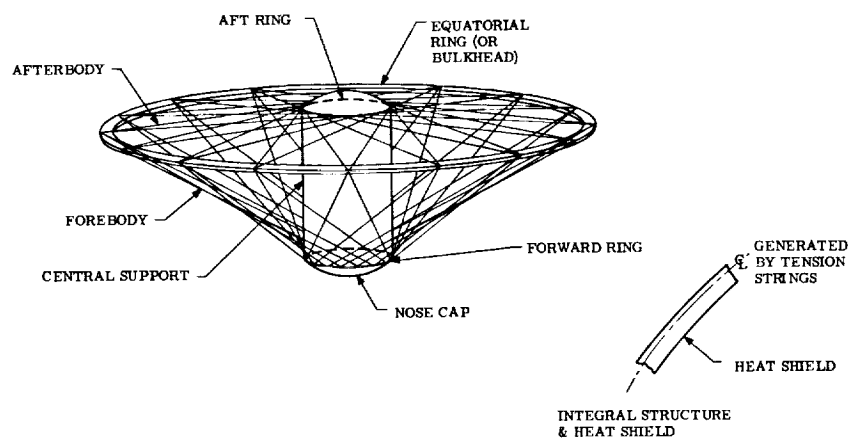 AFT RING
EQUATORIAL
RING (OR
BULKHEAD)
AFTERBODY
FOREBODY
CENTRAL SUPPORT
FORWARD RING
NOSE CAP
℄ GENERATED
BY TENSION
STRINGS
HEAT SHIELD
INTEGRAL STRUCTURE
& HEAT SHIELD